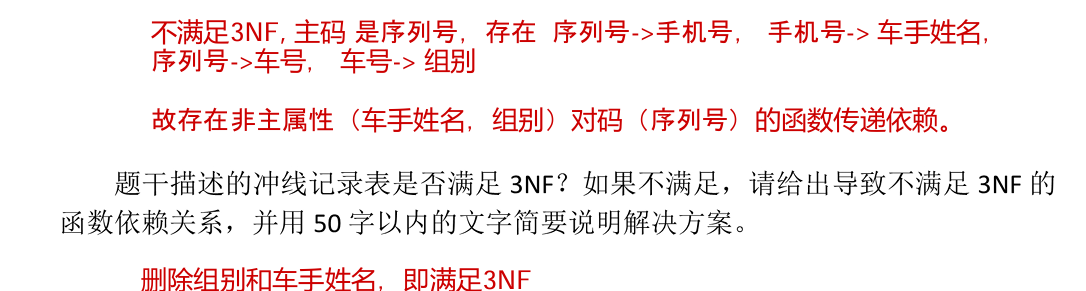 不满足3NF, 主码 是序列号，存在 序列号->手机号， 手机号-> 车手姓名，
序列号->车号， 车号-> 组别
故存在非主属性（车手姓名，组别）对码（序列号）的函数传递依赖。
题干描述的冲线记录表是否满足 3NF？如果不满足，请给出导致不满足 3NF 的
函数依赖关系，并用 50 字以内的文字简要说明解决方案。
删除组别和车手姓名，即满足3NF